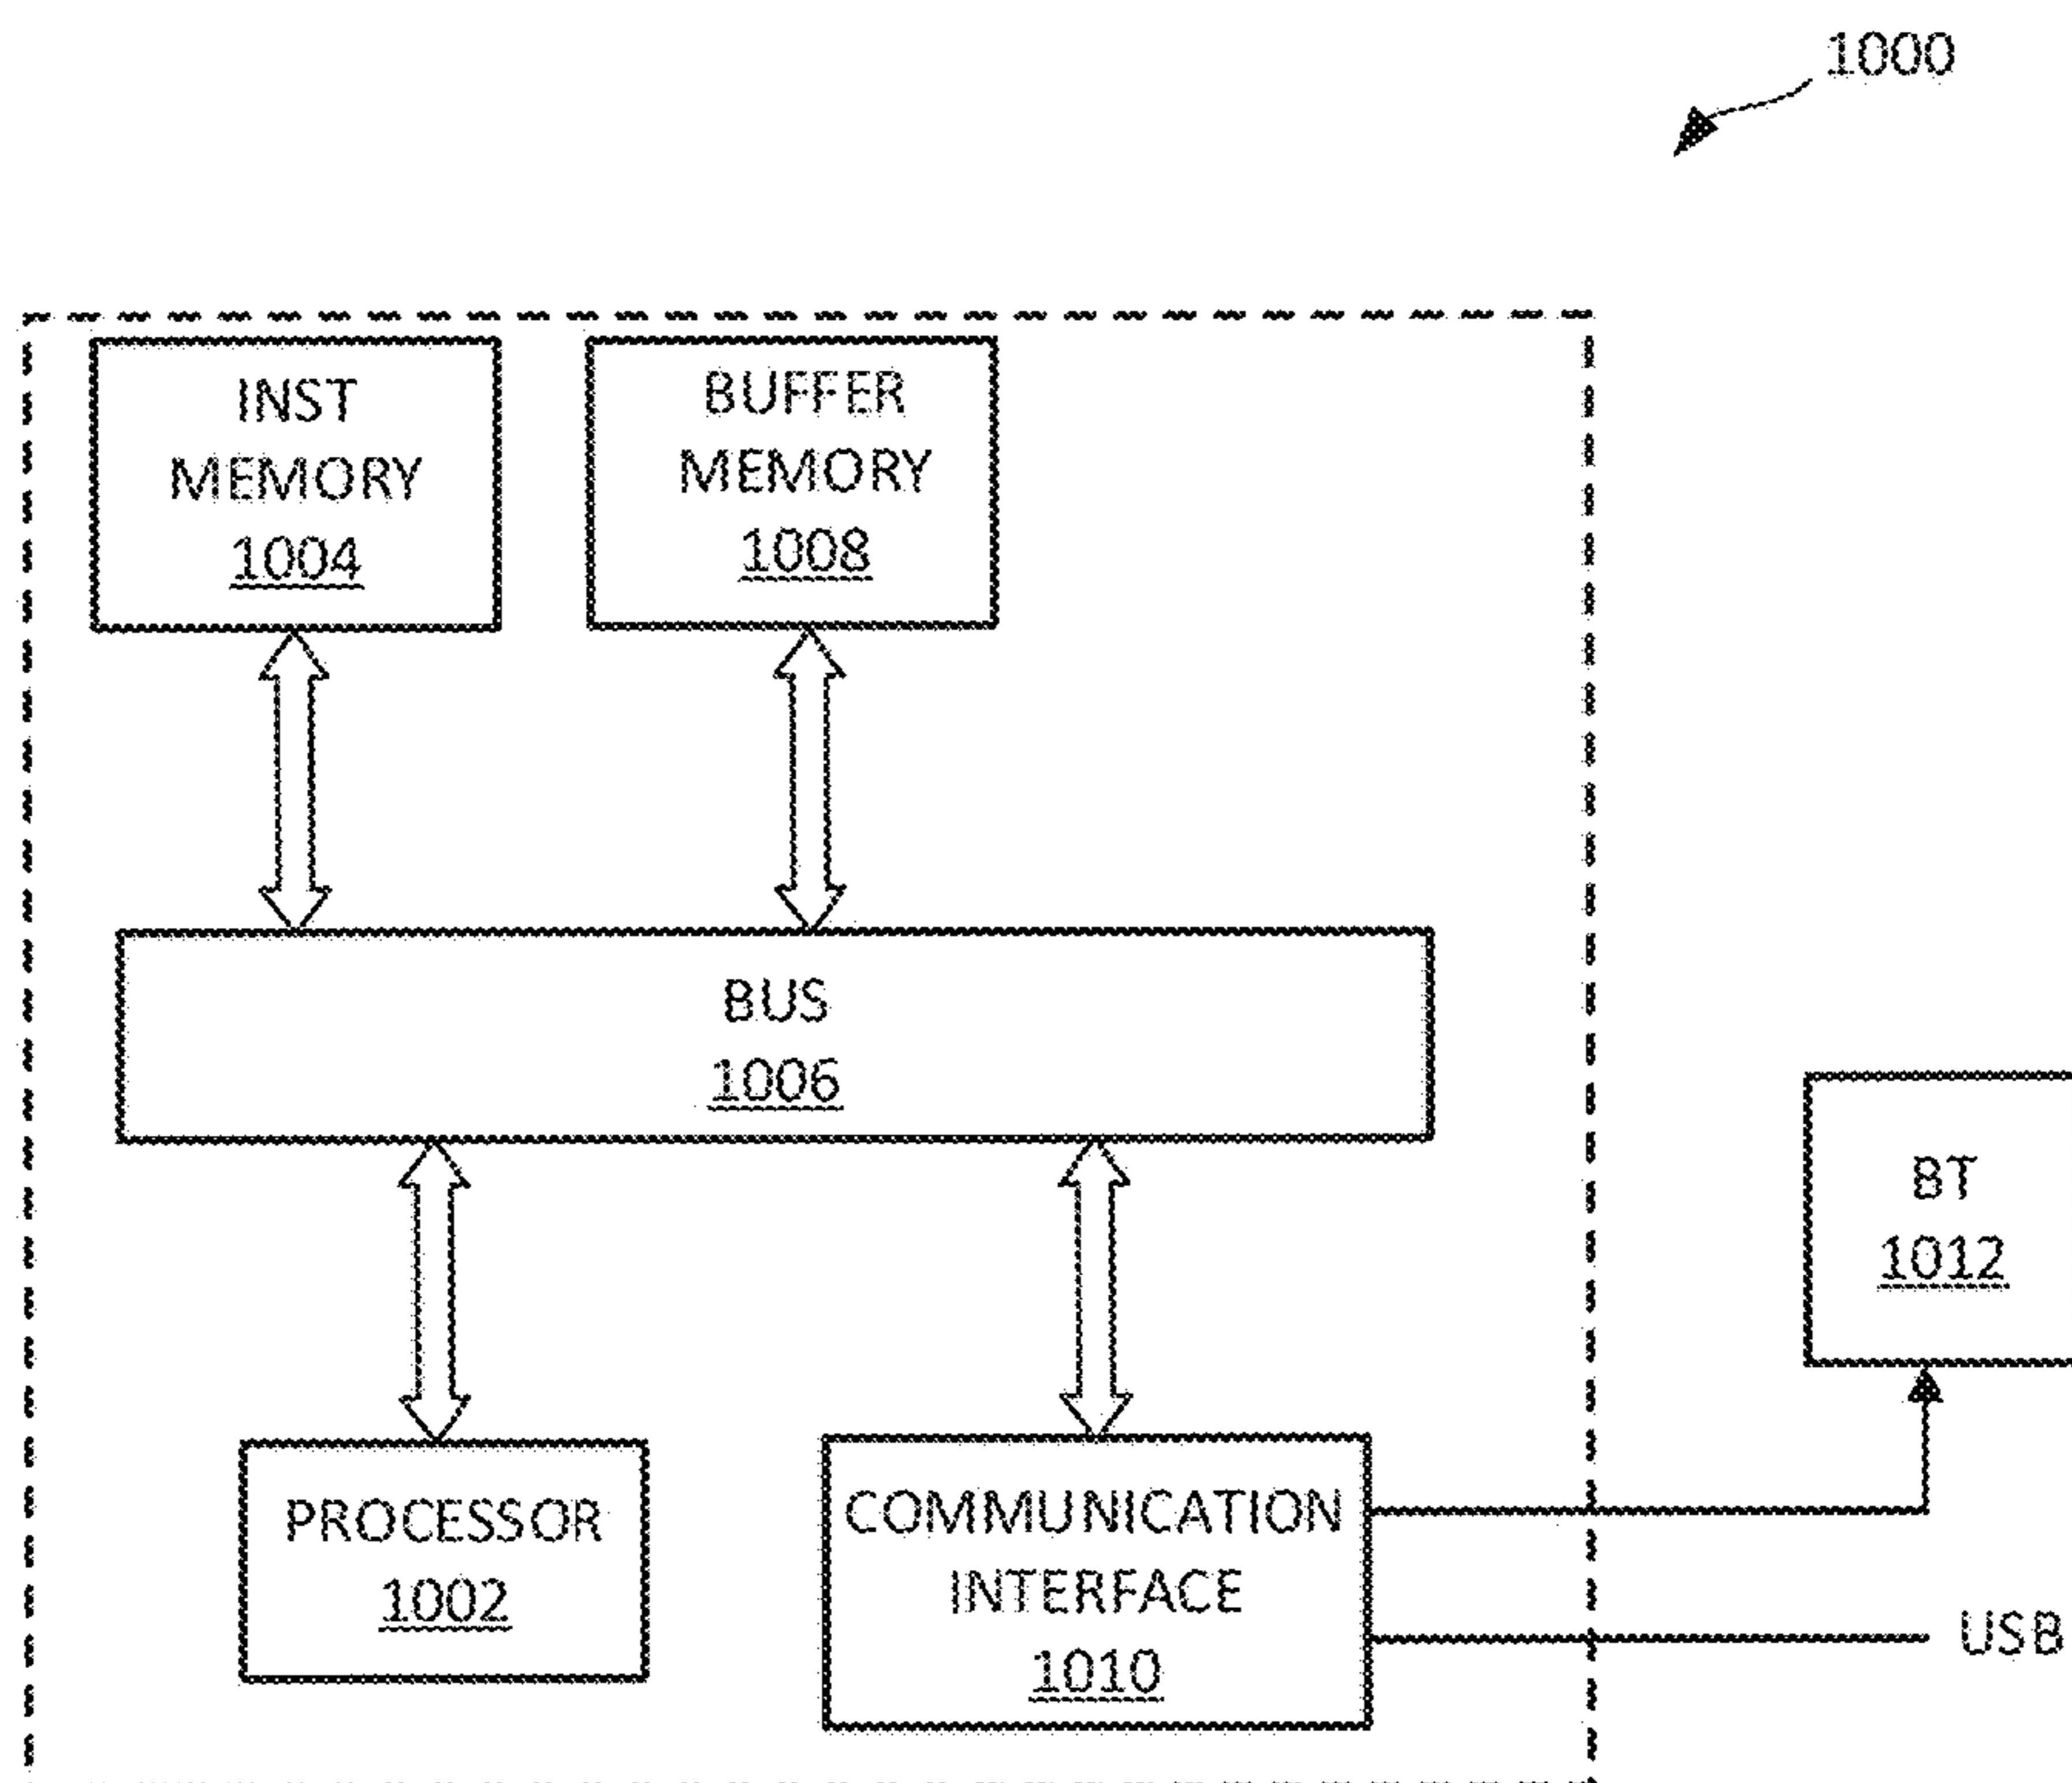 1000
INST
MEMORY
1004
BUFFER
MEMORY
1008
BUS
1006
BT
1012
PROCESSOR
1002
COMMUNICATION
INTERFACE
1010
USB